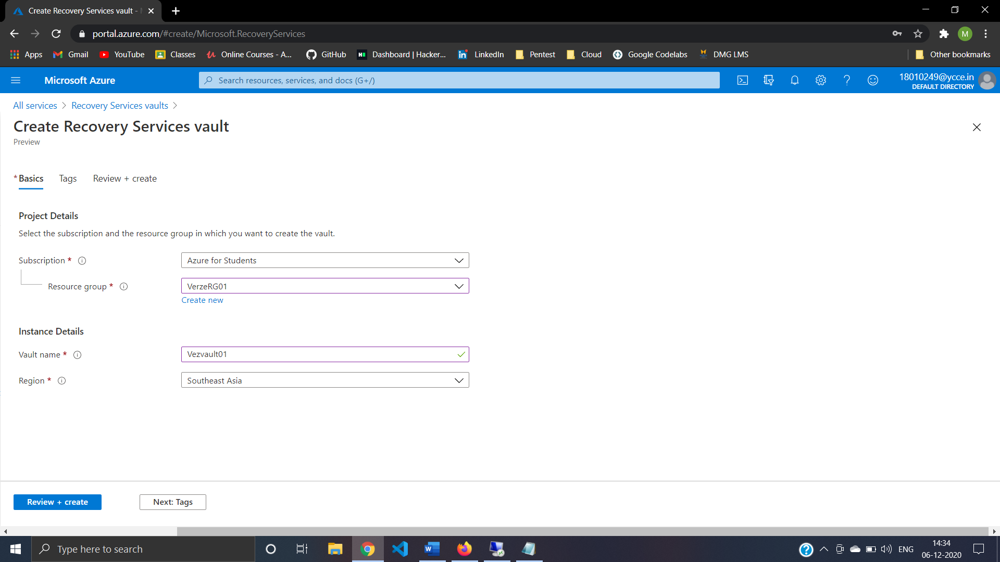 Create Recovery Services vault -
portal.azure.com/#create/Microsoft.RecoveryServices
M
Apps Gmail YouTube Classes Online Courses - A... GitHub Dashboard | Hacker... LinkedIn Pentest Cloud Google Codelabs DMG LMS Other bookmarks
Microsoft Azure
Search resources, services, and docs (G+/)
18010249@ycce.in
DEFAULT DIRECTORY
All services > Recovery Services vaults >
Create Recovery Services vault
Preview
* Basics Tags Review + create
Project Details
Select the subscription and the resource group in which you want to create the vault.
Subscription * Azure for Students
Resource group * VerzeRG01
Create new
Instance Details
Vault name * Vezvault01
Region * Southeast Asia
Review + create Next: Tags
Type here to search
ENG
14:34
06-12-2020